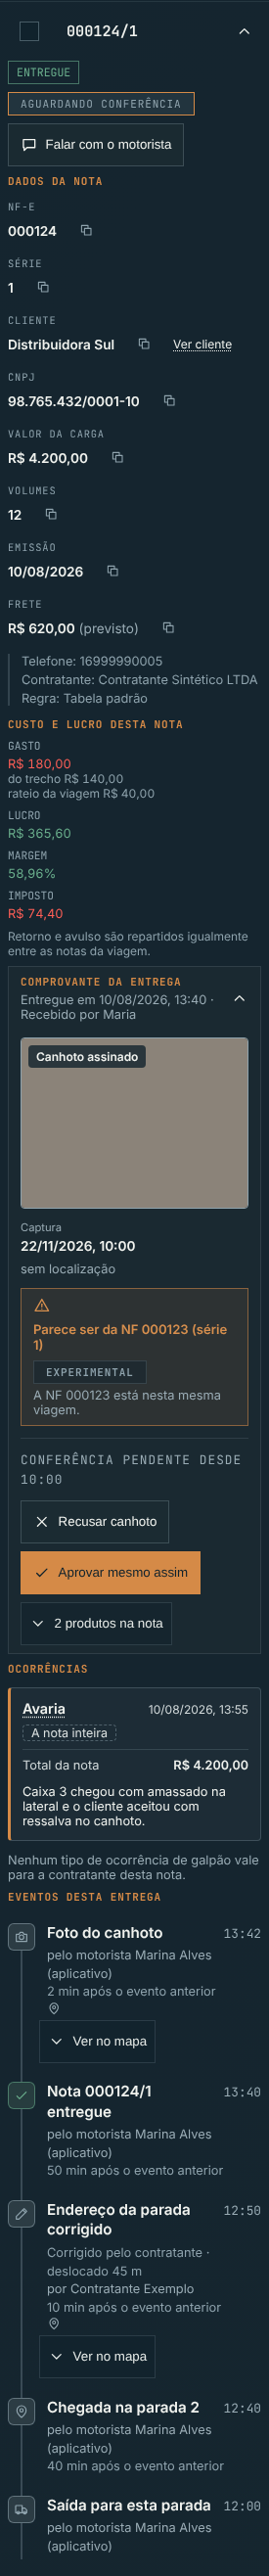 000124/1
ENTREGUE
AGUARDANDO CONFERÊNCIA
Falar com o motorista
DADOS DA NOTA
NF-E
000124
SÉRIE
1
CLIENTE
Distribuidora Sul Ver cliente
CNPJ
98.765.432/0001-10
VALOR DA CARGA
R$ 4.200,00
VOLUMES
12
EMISSÃO
10/08/2026
FRETE
R$ 620,00 (previsto)
Telefone: 16999990005
Contratante: Contratante Sintético LTDA
Regra: Tabela padrão
CUSTO E LUCRO DESTA NOTA
GASTO
R$ 180,00
do trecho R$ 140,00
rateio da viagem R$ 40,00
LUCRO
R$ 365,60
MARGEM
58,96%
IMPOSTO
R$ 74,40
Retorno e avulso são repartidos igualmente
entre as notas da viagem.
COMPROVANTE DA ENTREGA
Entregue em 10/08/2026, 13:40 ·
Recebido por Maria
Canhoto assinado
Captura
22/11/2026, 10:00
sem localização
Parece ser da NF 000123 (série
1)
EXPERIMENTAL
A NF 000123 está nesta mesma
viagem.
CONFERÊNCIA PENDENTE DESDE
10:00
Recusar canhoto
Aprovar mesmo assim
2 produtos na nota
OCORRÊNCIAS
Avaria 10/08/2026, 13:55
A nota inteira
Total da nota R$ 4.200,00
Caixa 3 chegou com amassado na
lateral e o cliente aceitou com
ressalva no canhoto.
Nenhum tipo de ocorrência de galpão vale
para a contratante desta nota.
EVENTOS DESTA ENTREGA
Foto do canhoto 13:42
pelo motorista Marina Alves
(aplicativo)
2 min após o evento anterior
Ver no mapa
Nota 000124/1 13:40
entregue
pelo motorista Marina Alves
(aplicativo)
50 min após o evento anterior
Endereço da parada 12:50
corrigido
Corrigido pelo contratante ·
deslocado 45 m
por Contratante Exemplo
10 min após o evento anterior
Ver no mapa
Chegada na parada 2 12:40
pelo motorista Marina Alves
(aplicativo)
40 min após o evento anterior
Saída para esta parada 12:00
pelo motorista Marina Alves
(aplicativo)